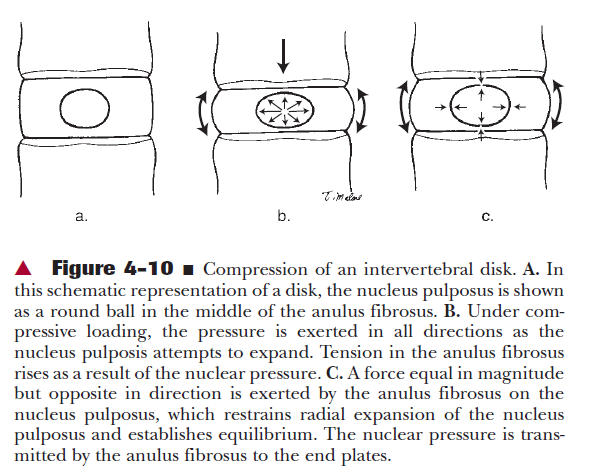 T. Malone
a. b. c.
▲ Figure 4–10 ■ Compression of an intervertebral disk. A. In
this schematic representation of a disk, the nucleus pulposus is shown
as a round ball in the middle of the anulus fibrosus. B. Under com-
pressive loading, the pressure is exerted in all directions as the
nucleus pulposis attempts to expand. Tension in the anulus fibrosus
rises as a result of the nuclear pressure. C. A force equal in magnitude
but opposite in direction is exerted by the anulus fibrosus on the
nucleus pulposus, which restrains radial expansion of the nucleus
pulposus and establishes equilibrium. The nuclear pressure is trans-
mitted by the anulus fibrosus to the end plates.